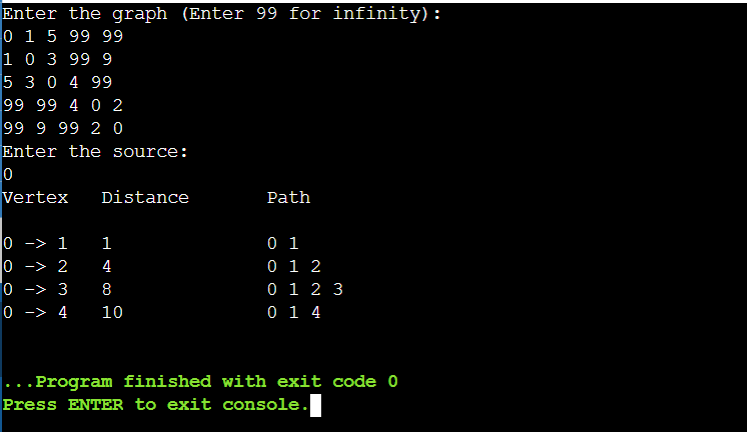 Enter the graph (Enter 99 for infinity):
0 1 5 99 99
1 0 3 99 9
5 3 0 4 99
99 99 4 0 2
99 9 99 2 0
Enter the source:
0
Vertex   Distance       Path
0 -> 1   1              0 1
0 -> 2   4              0 1 2
0 -> 3   8              0 1 2 3
0 -> 4   10             0 1 4
...Program finished with exit code 0
Press ENTER to exit console.